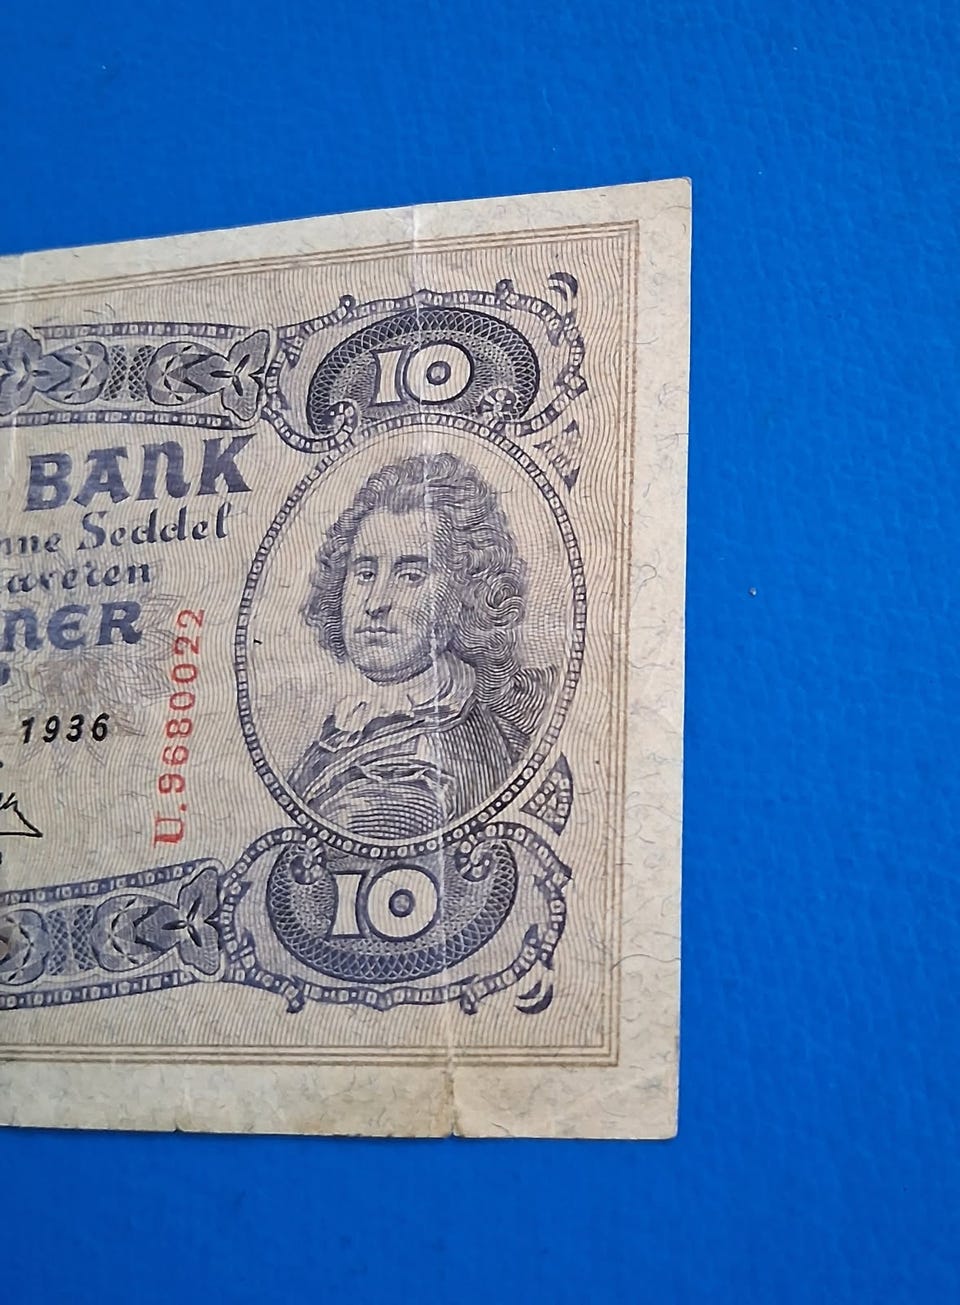 10
BANK
nne Seddel
averen
NER
1936
U.9680022
10